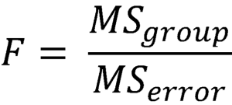 F = MS_group / MS_error